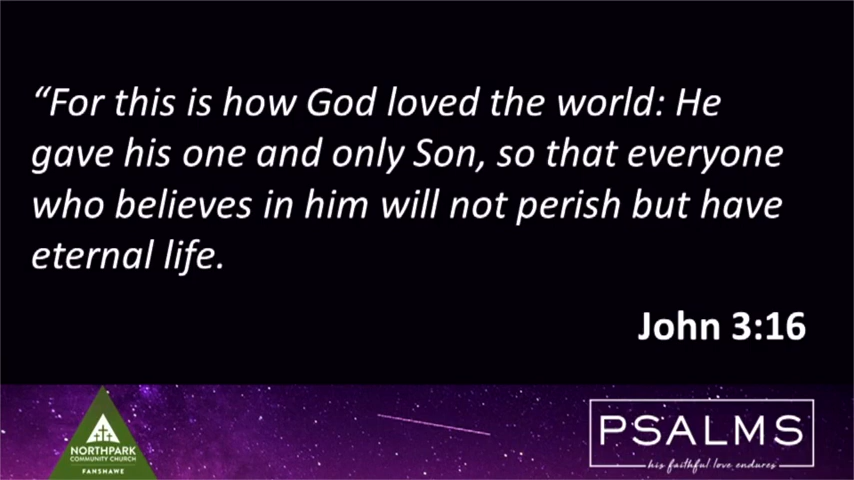 “For this is how God loved the world: He
gave his one and only Son, so that everyone
who believes in him will not perish but have
eternal life.
John 3:16
NORTHPARK
COMMUNITY CHURCH
FANSHAWE
PSALMS
his faithful love endures